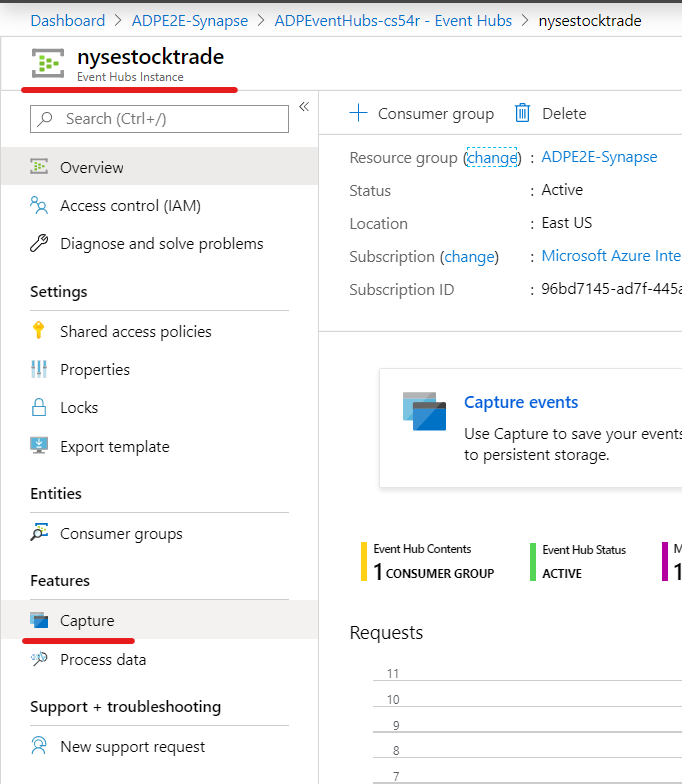 Dashboard > ADPE2E-Synapse > ADPEventHubs-cs54r - Event Hubs > nysestocktrade
nysestocktrade
Event Hubs Instance
Search (Ctrl+/)
«
Overview
Access control (IAM)
Diagnose and solve problems
Settings
Shared access policies
Properties
Locks
Export template
Entities
Consumer groups
Features
Capture
Process data
Support + troubleshooting
New support request
+ Consumer group Delete
Resource group (change) : ADPE2E-Synapse
Status : Active
Location : East US
Subscription (change) : Microsoft Azure Inte
Subscription ID : 96bd7145-ad7f-445a
Capture events
Use Capture to save your events
to persistent storage.
Event Hub Contents
1 CONSUMER GROUP
Event Hub Status
ACTIVE
M
1
Requests
11
10
9
8
7